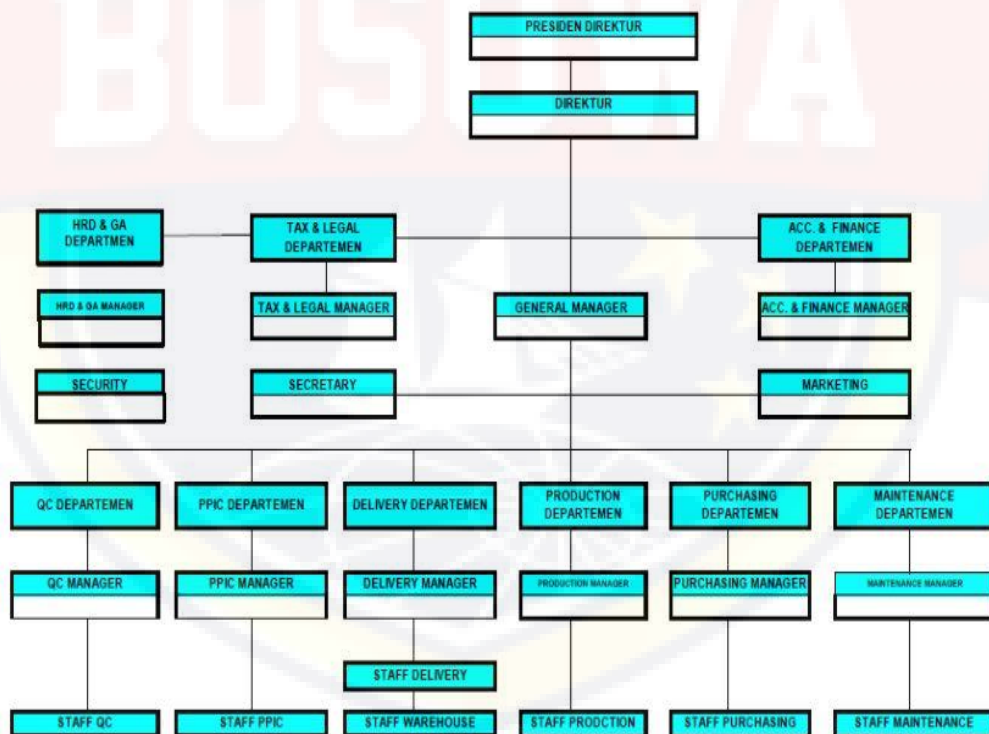 BOSOWA
PRESIDEN DIREKTUR
DIREKTUR
HRD & GA
DEPARTMEN
TAX & LEGAL
DEPARTEMEN
ACC. & FINANCE
DEPARTEMEN
HRD & GA MANAGER
TAX & LEGAL MANAGER
GENERAL MANAGER
ACC. & FINANCE MANAGER
SECURITY
SECRETARY
MARKETING
QC DEPARTEMEN
PPIC DEPARTEMEN
DELIVERY DEPARTEMEN
PRODUCTION
DEPARTEMEN
PURCHASING
DEPARTEMEN
MAINTENANCE
DEPARTEMEN
QC MANAGER
PPIC MANAGER
DELIVERY MANAGER
PRODUCTION MANAGER
PURCHASING MANAGER
MAINTENANCE MANAGER
STAFF DELIVERY
STAFF QC
STAFF PPIC
STAFF WAREHOUSE
STAFF PRODCTION
STAFF PURCHASING
STAFF MAINTENANCE